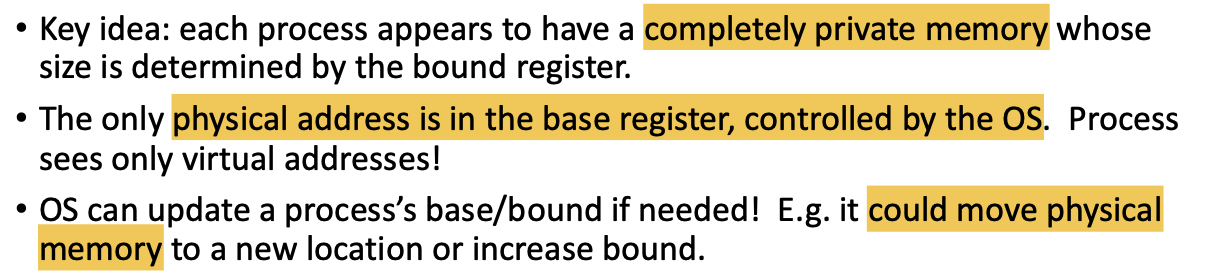 • Key idea: each process appears to have a completely private memory whose
size is determined by the bound register.
• The only physical address is in the base register, controlled by the OS.  Process
sees only virtual addresses!
• OS can update a process’s base/bound if needed!  E.g. it could move physical
memory to a new location or increase bound.